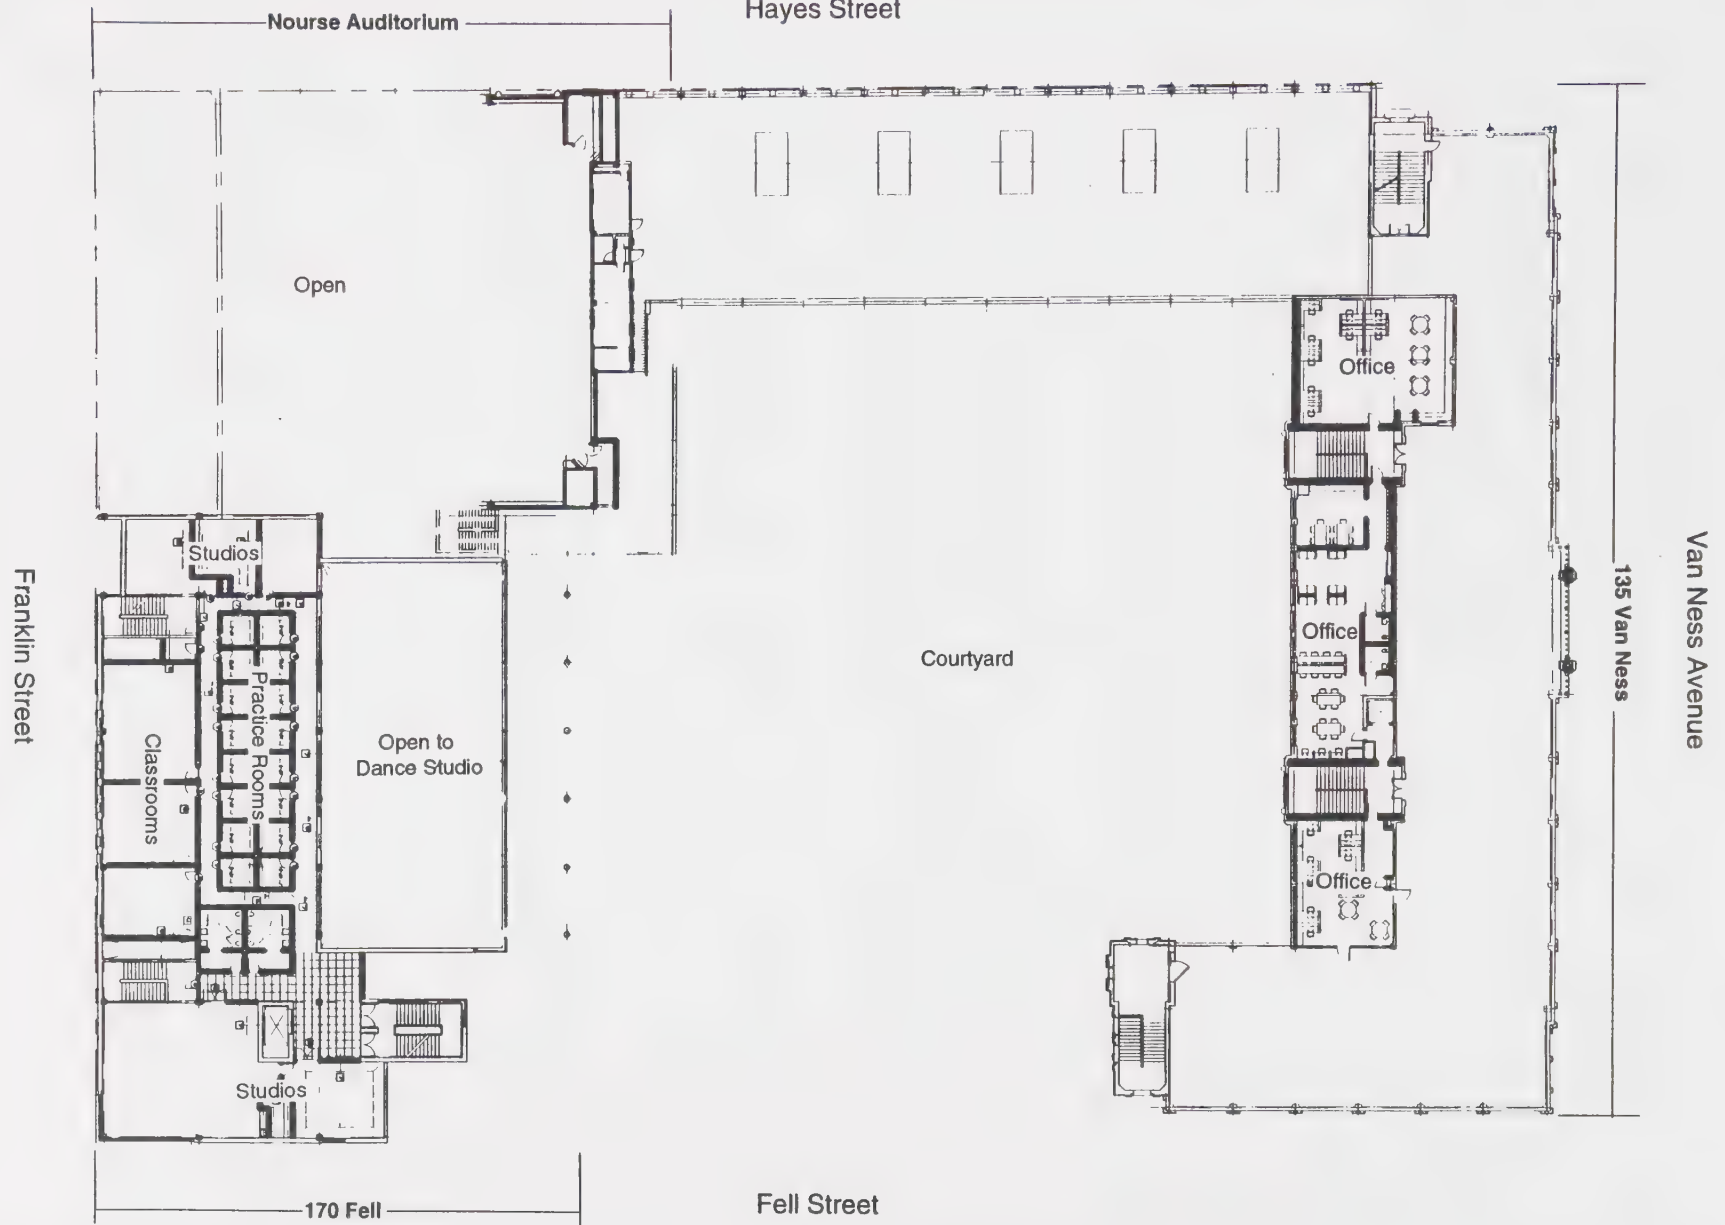 Hayes Street
Nourse Auditorium
Open
Office
Studios
Franklin Street
Practice Rooms
Classrooms
Open to
Dance Studio
Courtyard
Office
135 Van Ness
Van Ness Avenue
Office
Studios
170 Fell
Fell Street